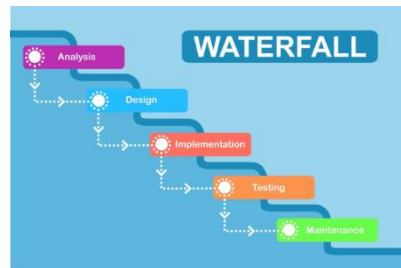 WATERFALL
Analysis
Design
Implementation
Testing
Maintenance